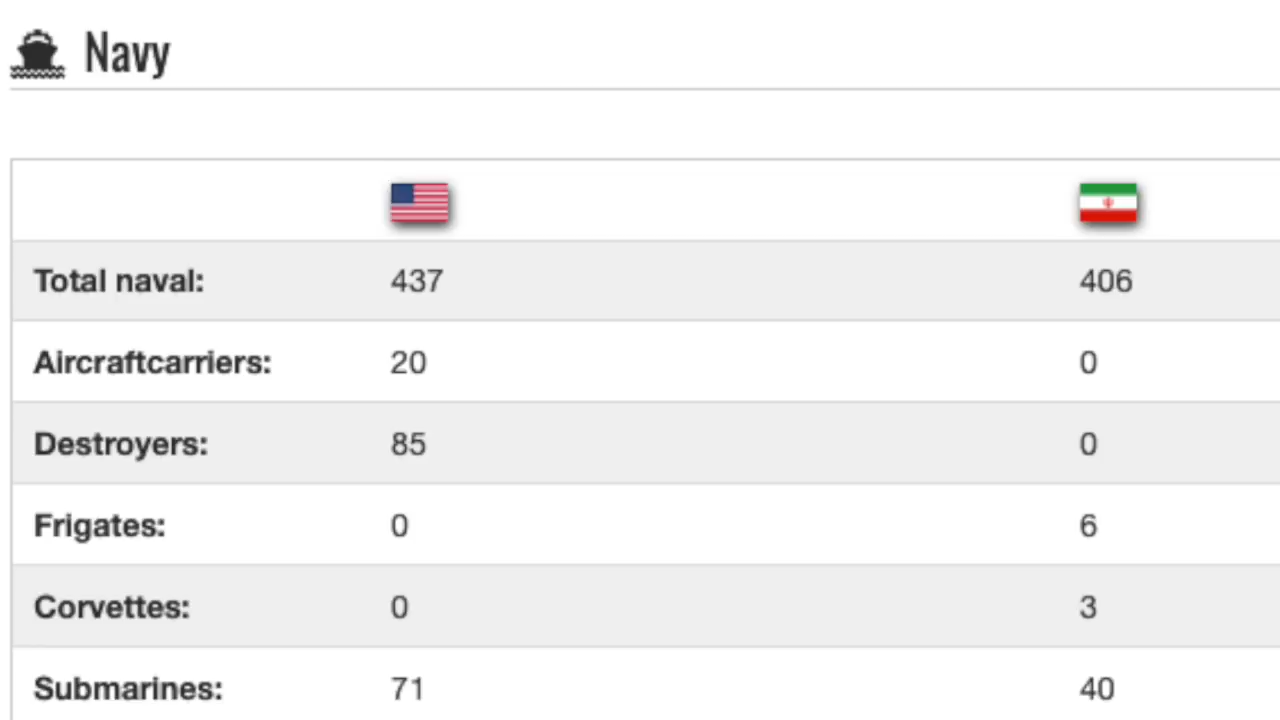 Navy
Total naval: 437 406
Aircraftcarriers: 20 0
Destroyers: 85 0
Frigates: 0 6
Corvettes: 0 3
Submarines: 71 40